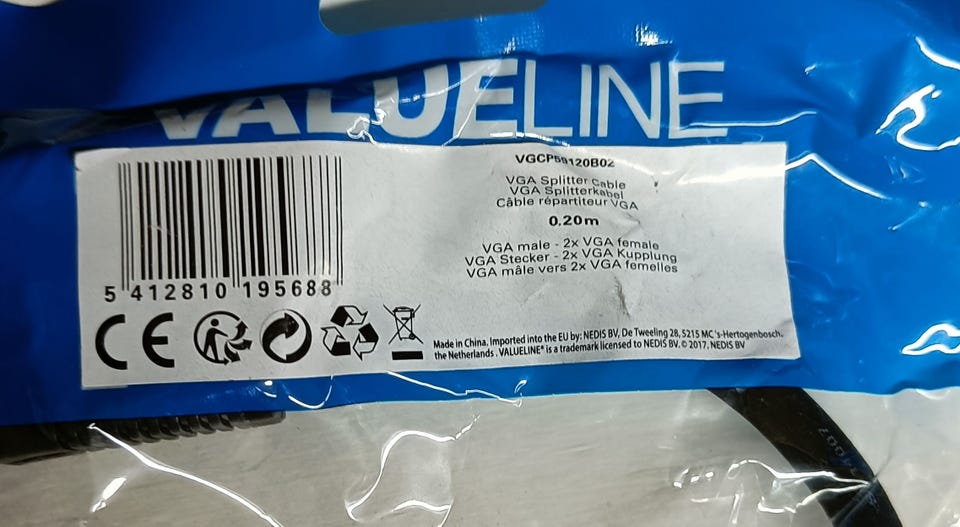 VALUELINE
VGCP59120B02
VGA Splitter Cable
VGA Splitterkabel
Câble répartiteur VGA
0.20m
VGA male - 2x VGA female
VGA Stecker - 2x VGA Kupplung
VGA mâle vers 2x VGA femelles
5 412810 195688
CE
Made in China. Imported into the EU by: NEDIS BV, De Tweeling 28, 5215 MC 's-Hertogenbosch,
the Netherlands . VALUELINE® is a trademark licensed to NEDIS BV. © 2017, NEDIS BV